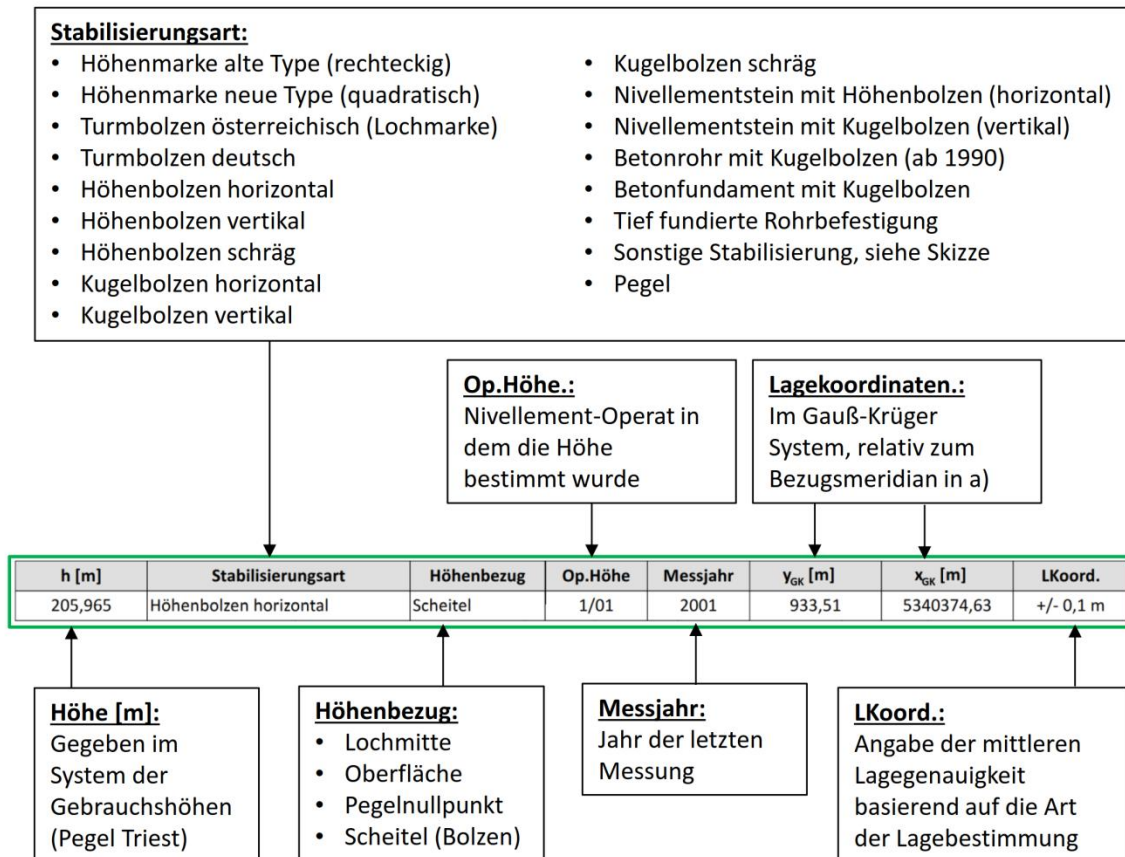 Stabilisierungsart:
• Höhenmarke alte Type (rechteckig)
• Höhenmarke neue Type (quadratisch)
• Turmbolzen österreichisch (Lochmarke)
• Turmbolzen deutsch
• Höhenbolzen horizontal
• Höhenbolzen vertikal
• Höhenbolzen schräg
• Kugelbolzen horizontal
• Kugelbolzen vertikal
• Kugelbolzen schräg
• Nivellementstein mit Höhenbolzen (horizontal)
• Nivellementstein mit Kugelbolzen (vertikal)
• Betonrohr mit Kugelbolzen (ab 1990)
• Betonfundament mit Kugelbolzen
• Tief fundierte Rohrbefestigung
• Sonstige Stabilisierung, siehe Skizze
• Pegel
Op.Höhe.:
Nivellement-Operat in
dem die Höhe
bestimmt wurde
Lagekoordinaten.:
Im Gauß-Krüger
System, relativ zum
Bezugsmeridian in a)
h [m] Stabilisierungsart Höhenbezug Op.Höhe Messjahr yGK [m] xGK [m] LKoord.
205,965 Höhenbolzen horizontal Scheitel 1/01 2001 933,51 5340374,63 +/- 0,1 m
Höhe [m]:
Gegeben im
System der
Gebrauchshöhen
(Pegel Triest)
Höhenbezug:
• Lochmitte
• Oberfläche
• Pegelnullpunkt
• Scheitel (Bolzen)
Messjahr:
Jahr der letzten
Messung
LKoord.:
Angabe der mittleren
Lagegenauigkeit
basierend auf die Art
der Lagebestimmung